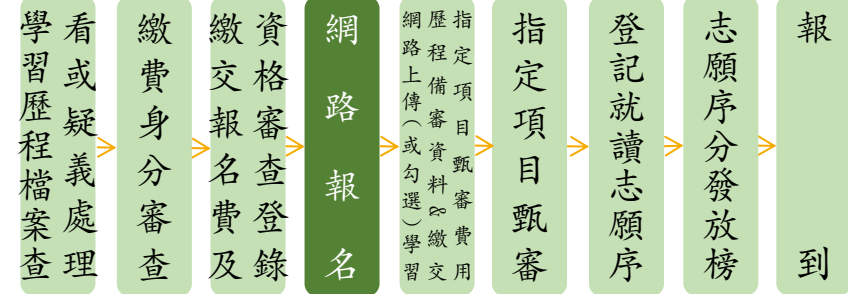 學習歷程檔案查
看或疑義處理
繳費身分審查
繳交報名費及
資格審查登錄
網路報名
網路上傳（或勾選）學習
歷程備審資料&繳交
指定項目甄審費用
指定項目甄審
登記就讀志願序
志願序分發放榜
報到